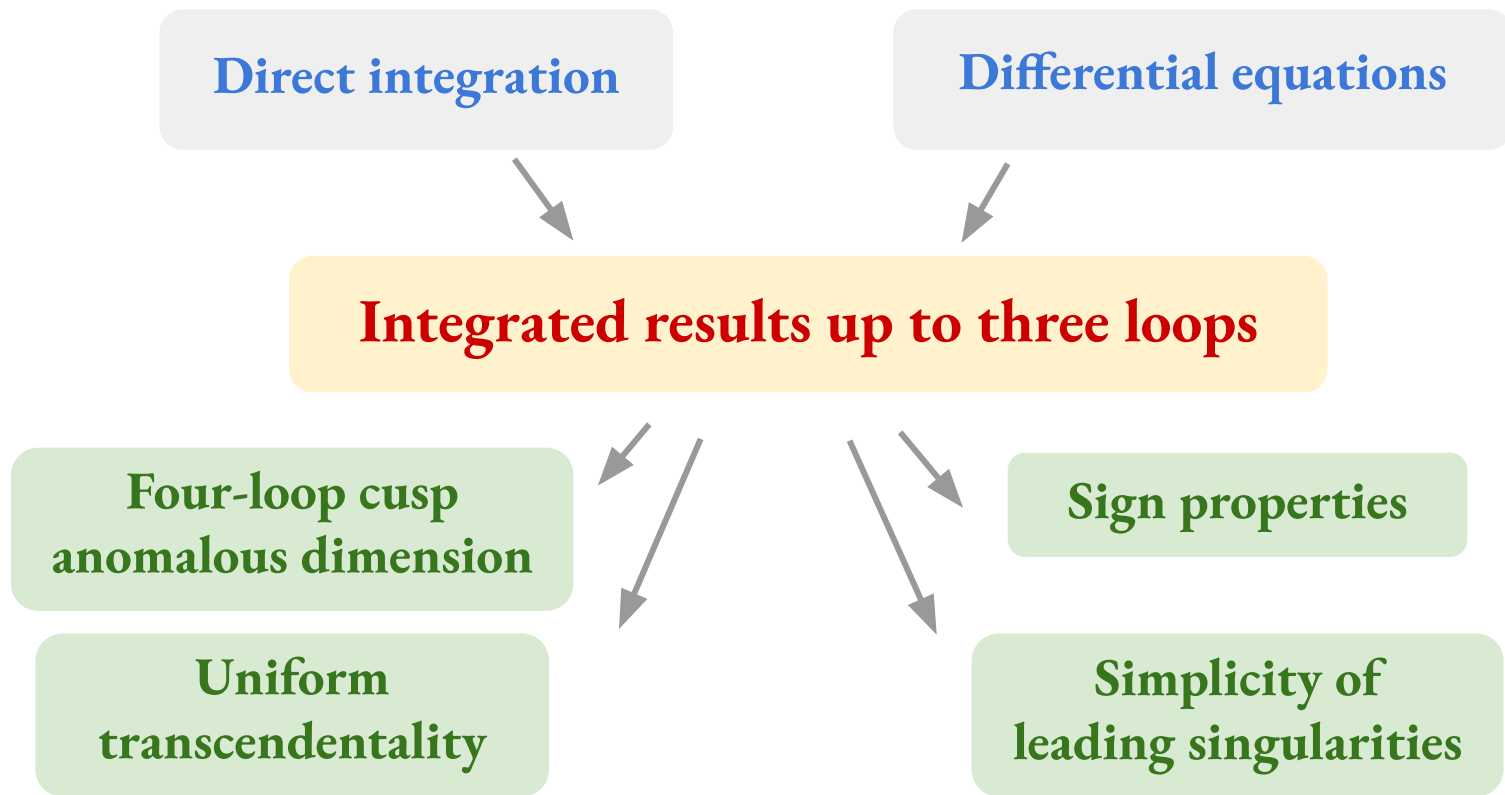 Direct integration
Differential equations
Integrated results up to three loops
Four-loop cusp
anomalous dimension
Sign properties
Uniform
transcendentality
Simplicity of
leading singularities